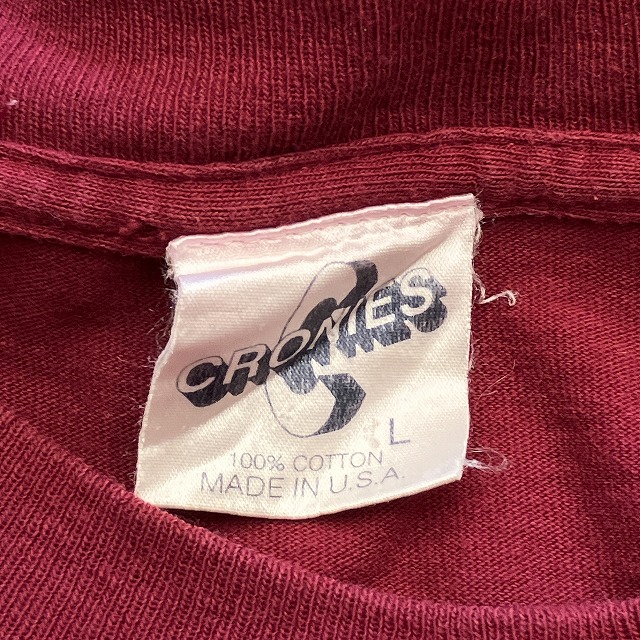 CRONIES
L
100% COTTON
MADE IN U.S.A.